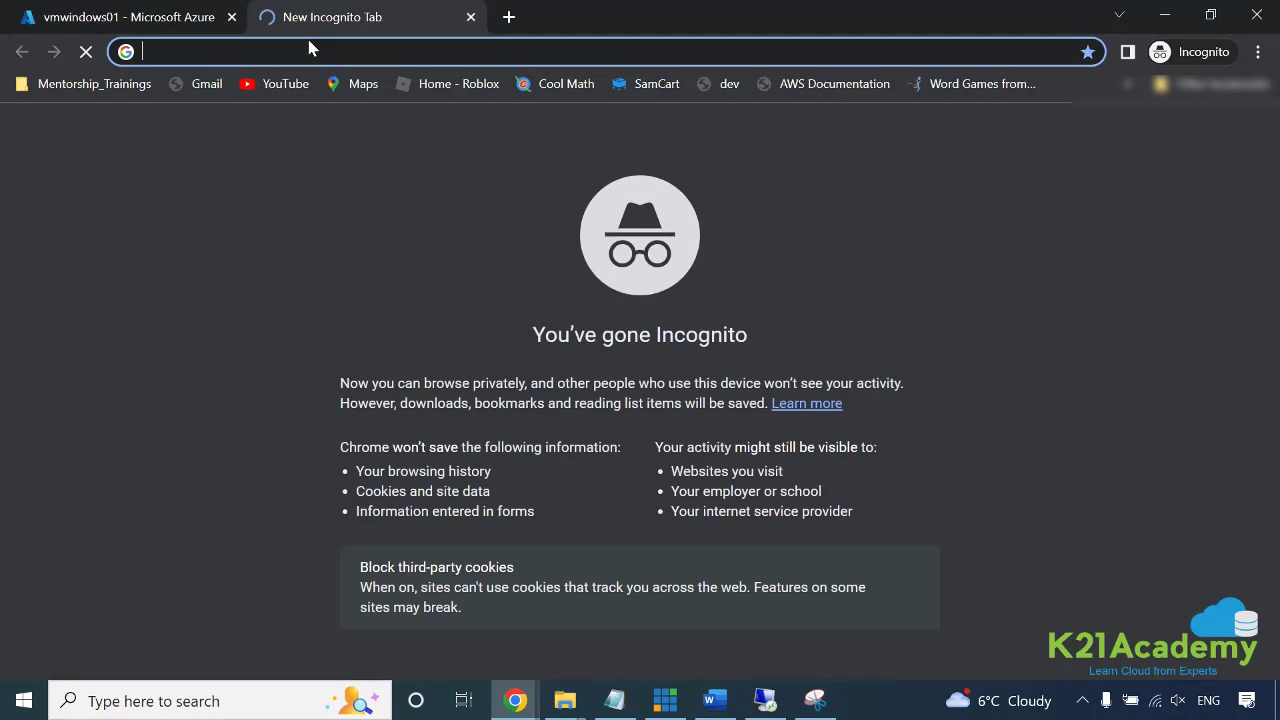 vmwindows01 - Microsoft Azure
New Incognito Tab
Incognito
Mentorship_Trainings
Gmail
YouTube
Maps
Home - Roblox
Cool Math
SamCart
dev
AWS Documentation
Word Games from...
You've gone Incognito
Now you can browse privately, and other people who use this device won't see your activity.
However, downloads, bookmarks and reading list items will be saved. Learn more
Chrome won't save the following information:
Your browsing history
Cookies and site data
Information entered in forms
Your activity might still be visible to:
Websites you visit
Your employer or school
Your internet service provider
Block third-party cookies
When on, sites can't use cookies that track you across the web. Features on some
sites may break.
K21Academy
Learn Cloud from Experts
Type here to search
6°C Cloudy
ENG